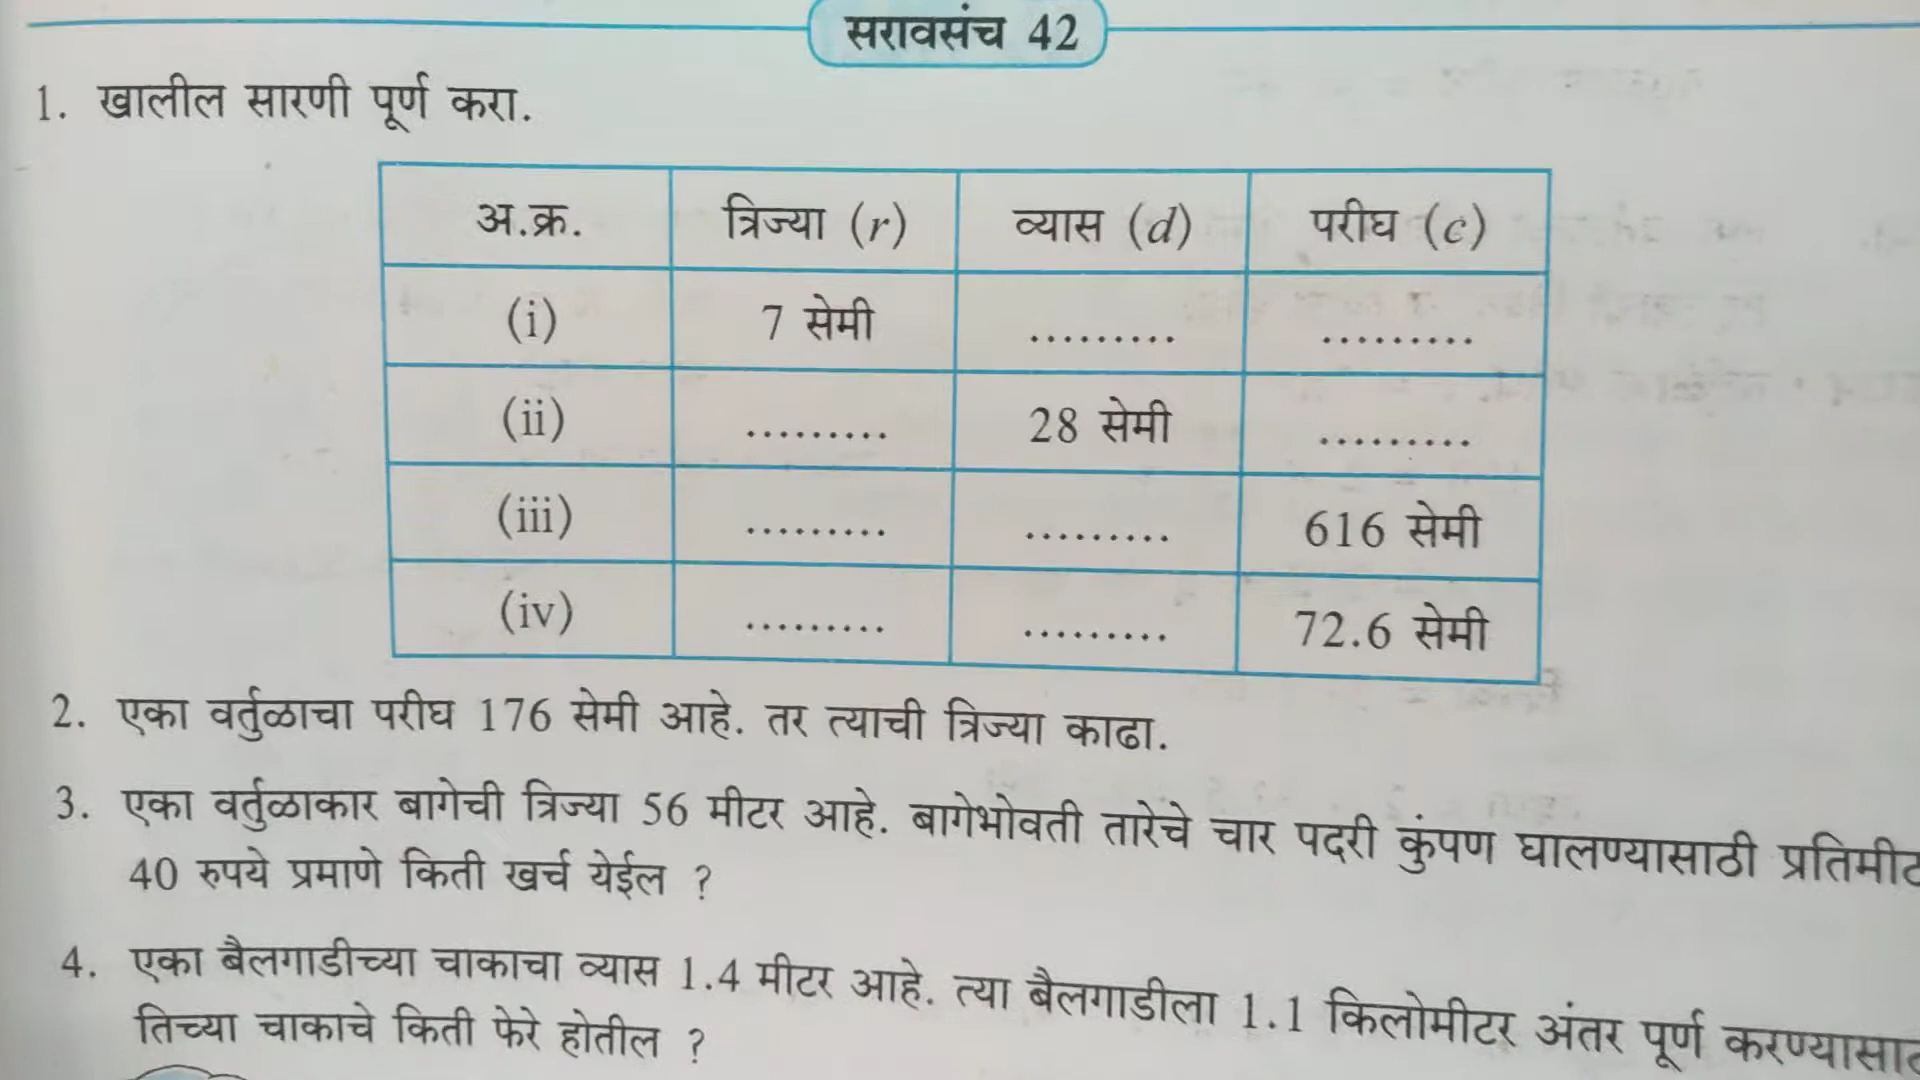 सरावसंच 42
1. खालील सारणी पूर्ण करा.
अ.क्र. त्रिज्या (r) व्यास (d) परीघ (c)
(i) 7 सेमी ......... .........
(ii) ......... 28 सेमी .........
(iii) ......... ......... 616 सेमी
(iv) ......... ......... 72.6 सेमी
2. एका वर्तुळाचा परीघ 176 सेमी आहे. तर त्याची त्रिज्या काढा.
3. एका वर्तुळाकार बागेची त्रिज्या 56 मीटर आहे. बागेभोवती तारेचे चार पदरी कुंपण घालण्यासाठी
40 रुपये प्रमाणे किती खर्च येईल ?
4. एका बैलगाडीच्या चाकाचा व्यास 1.4 मीटर आहे. त्या बैलगाडीला 1.1 किलोमीटर अंतर पूर्ण
तिच्या चाकाचे किती फेरे होतील ?